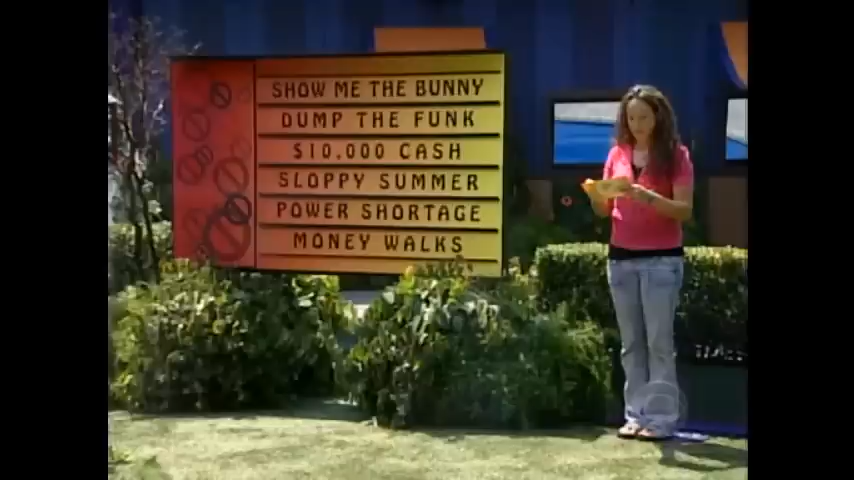 SHOW ME THE BUNNY
DUMP THE FUNK
$10,000 CASH
SLOPPY SUMMER
POWER SHORTAGE
MONEY WALKS